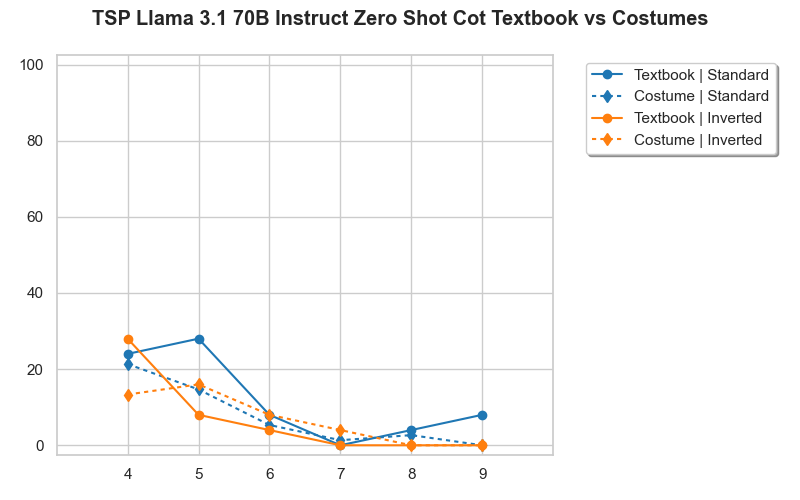 TSP Llama 3.1 70B Instruct Zero Shot Cot Textbook vs Costumes
100
80
60
40
20
0
4 5 6 7 8 9
Textbook | Standard
Costume | Standard
Textbook | Inverted
Costume | Inverted